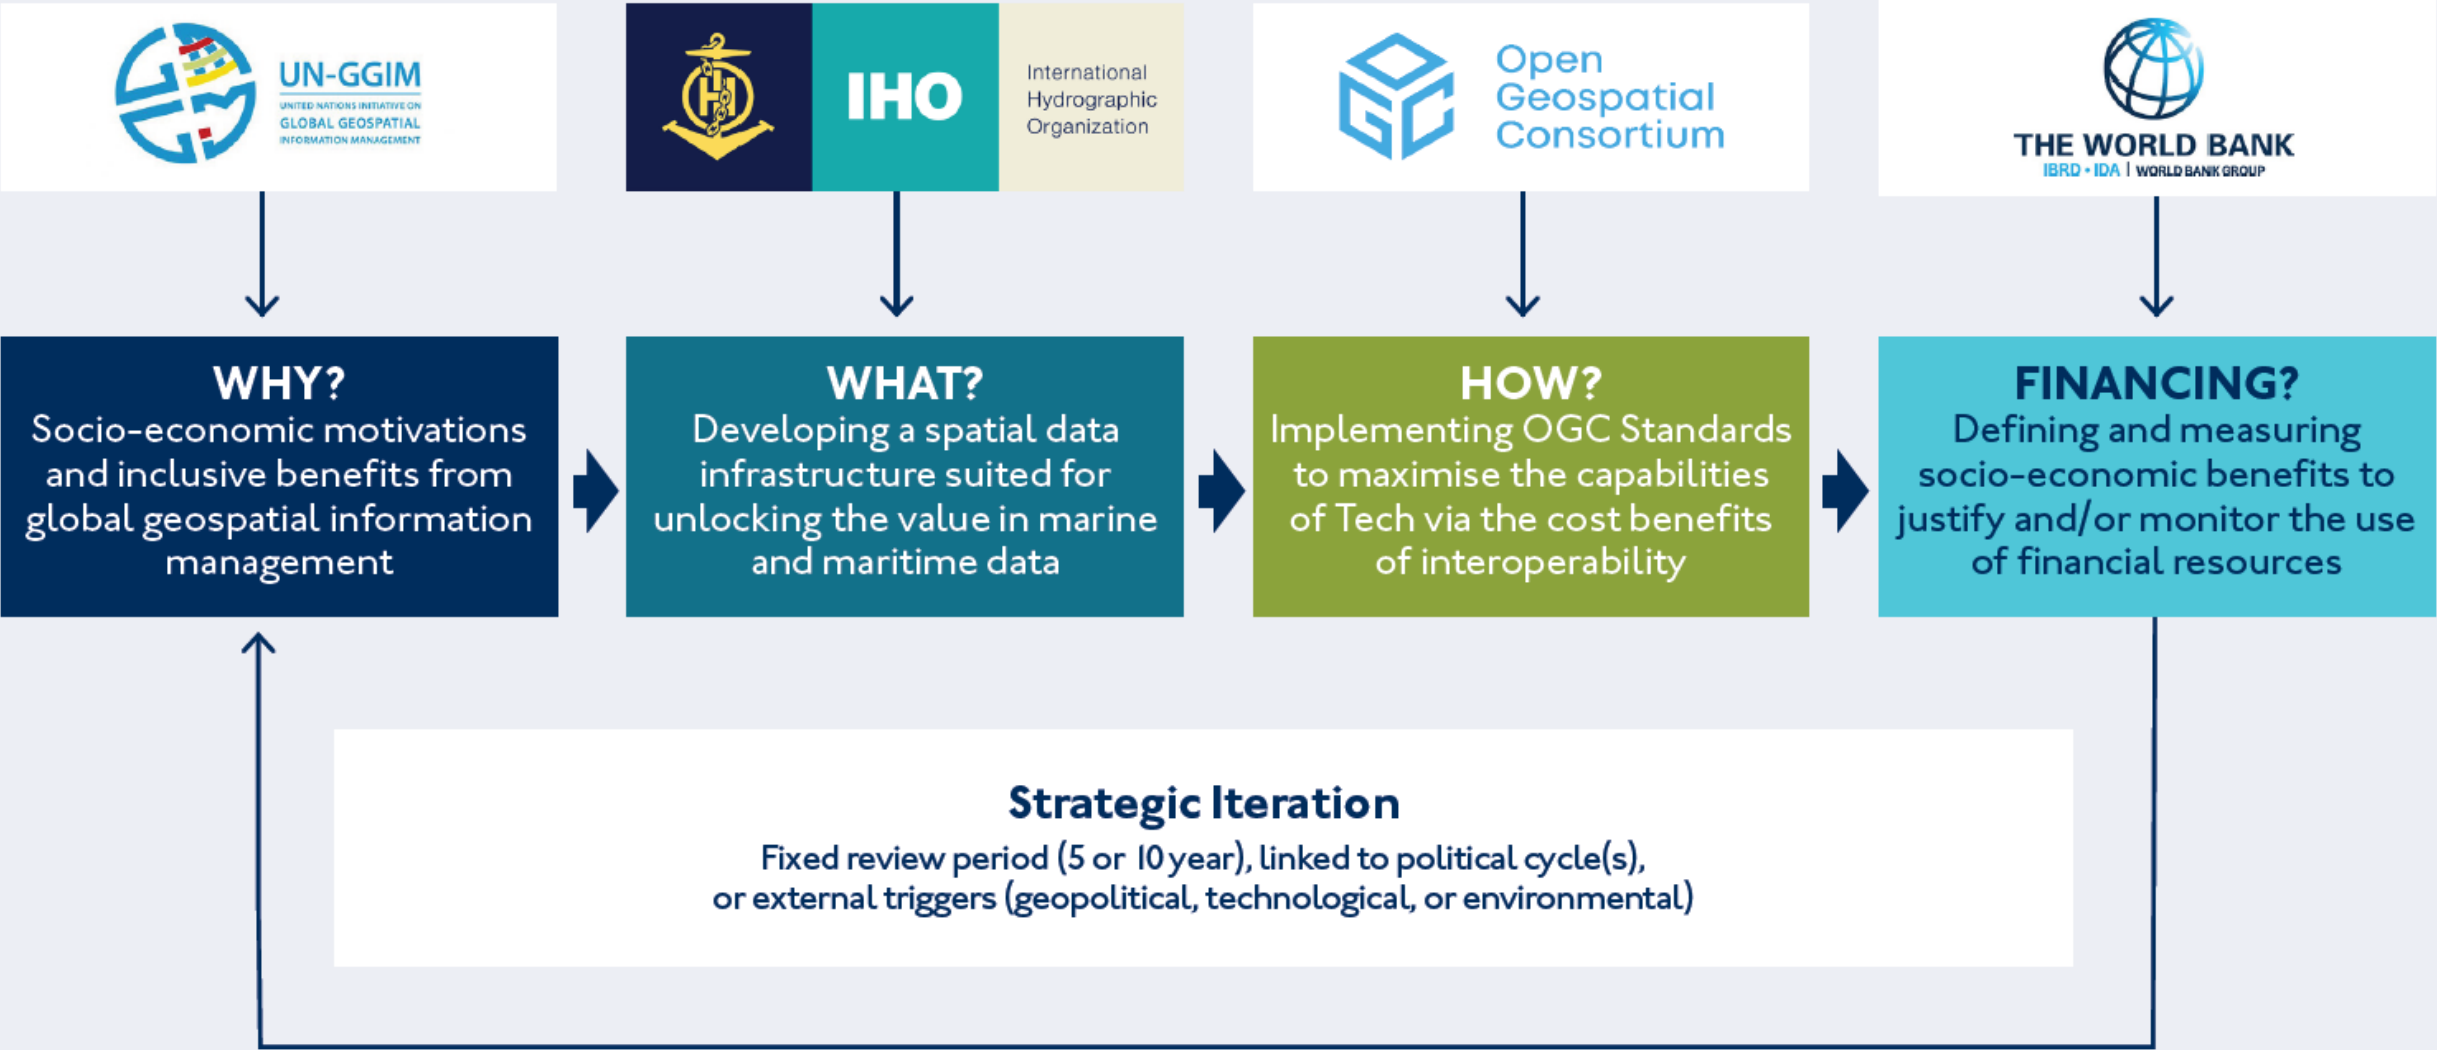 UN-GGIM
UNITED NATIONS INITIATIVE ON
GLOBAL GEOSPATIAL
INFORMATION MANAGEMENT
IHO
International
Hydrographic
Organization
OGC
Open
Geospatial
Consortium
THE WORLD BANK
IBRD • IDA | WORLD BANK GROUP
WHY?
Socio-economic motivations
and inclusive benefits from
global geospatial information
management
WHAT?
Developing a spatial data
infrastructure suited for
unlocking the value in marine
and maritime data
HOW?
Implementing OGC Standards
to maximise the capabilities
of Tech via the cost benefits
of interoperability
FINANCING?
Defining and measuring
socio-economic benefits to
justify and/or monitor the use
of financial resources
Strategic Iteration
Fixed review period (5 or 10 year), linked to political cycle(s),
or external triggers (geopolitical, technological, or environmental)